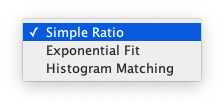 ✓ Simple Ratio
Exponential Fit
Histogram Matching